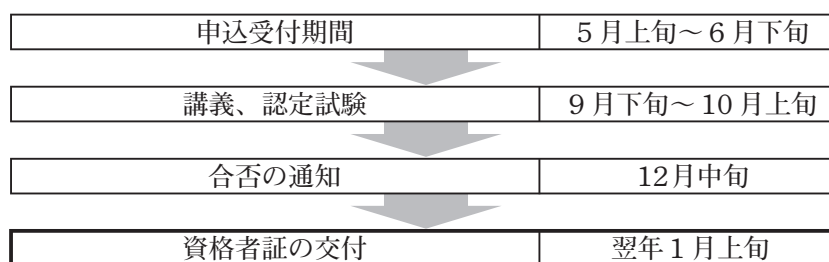 申込受付期間 5月上旬～6月下旬
講義、認定試験 9月下旬～10月上旬
合否の通知 12月中旬
資格者証の交付 翌年1月上旬